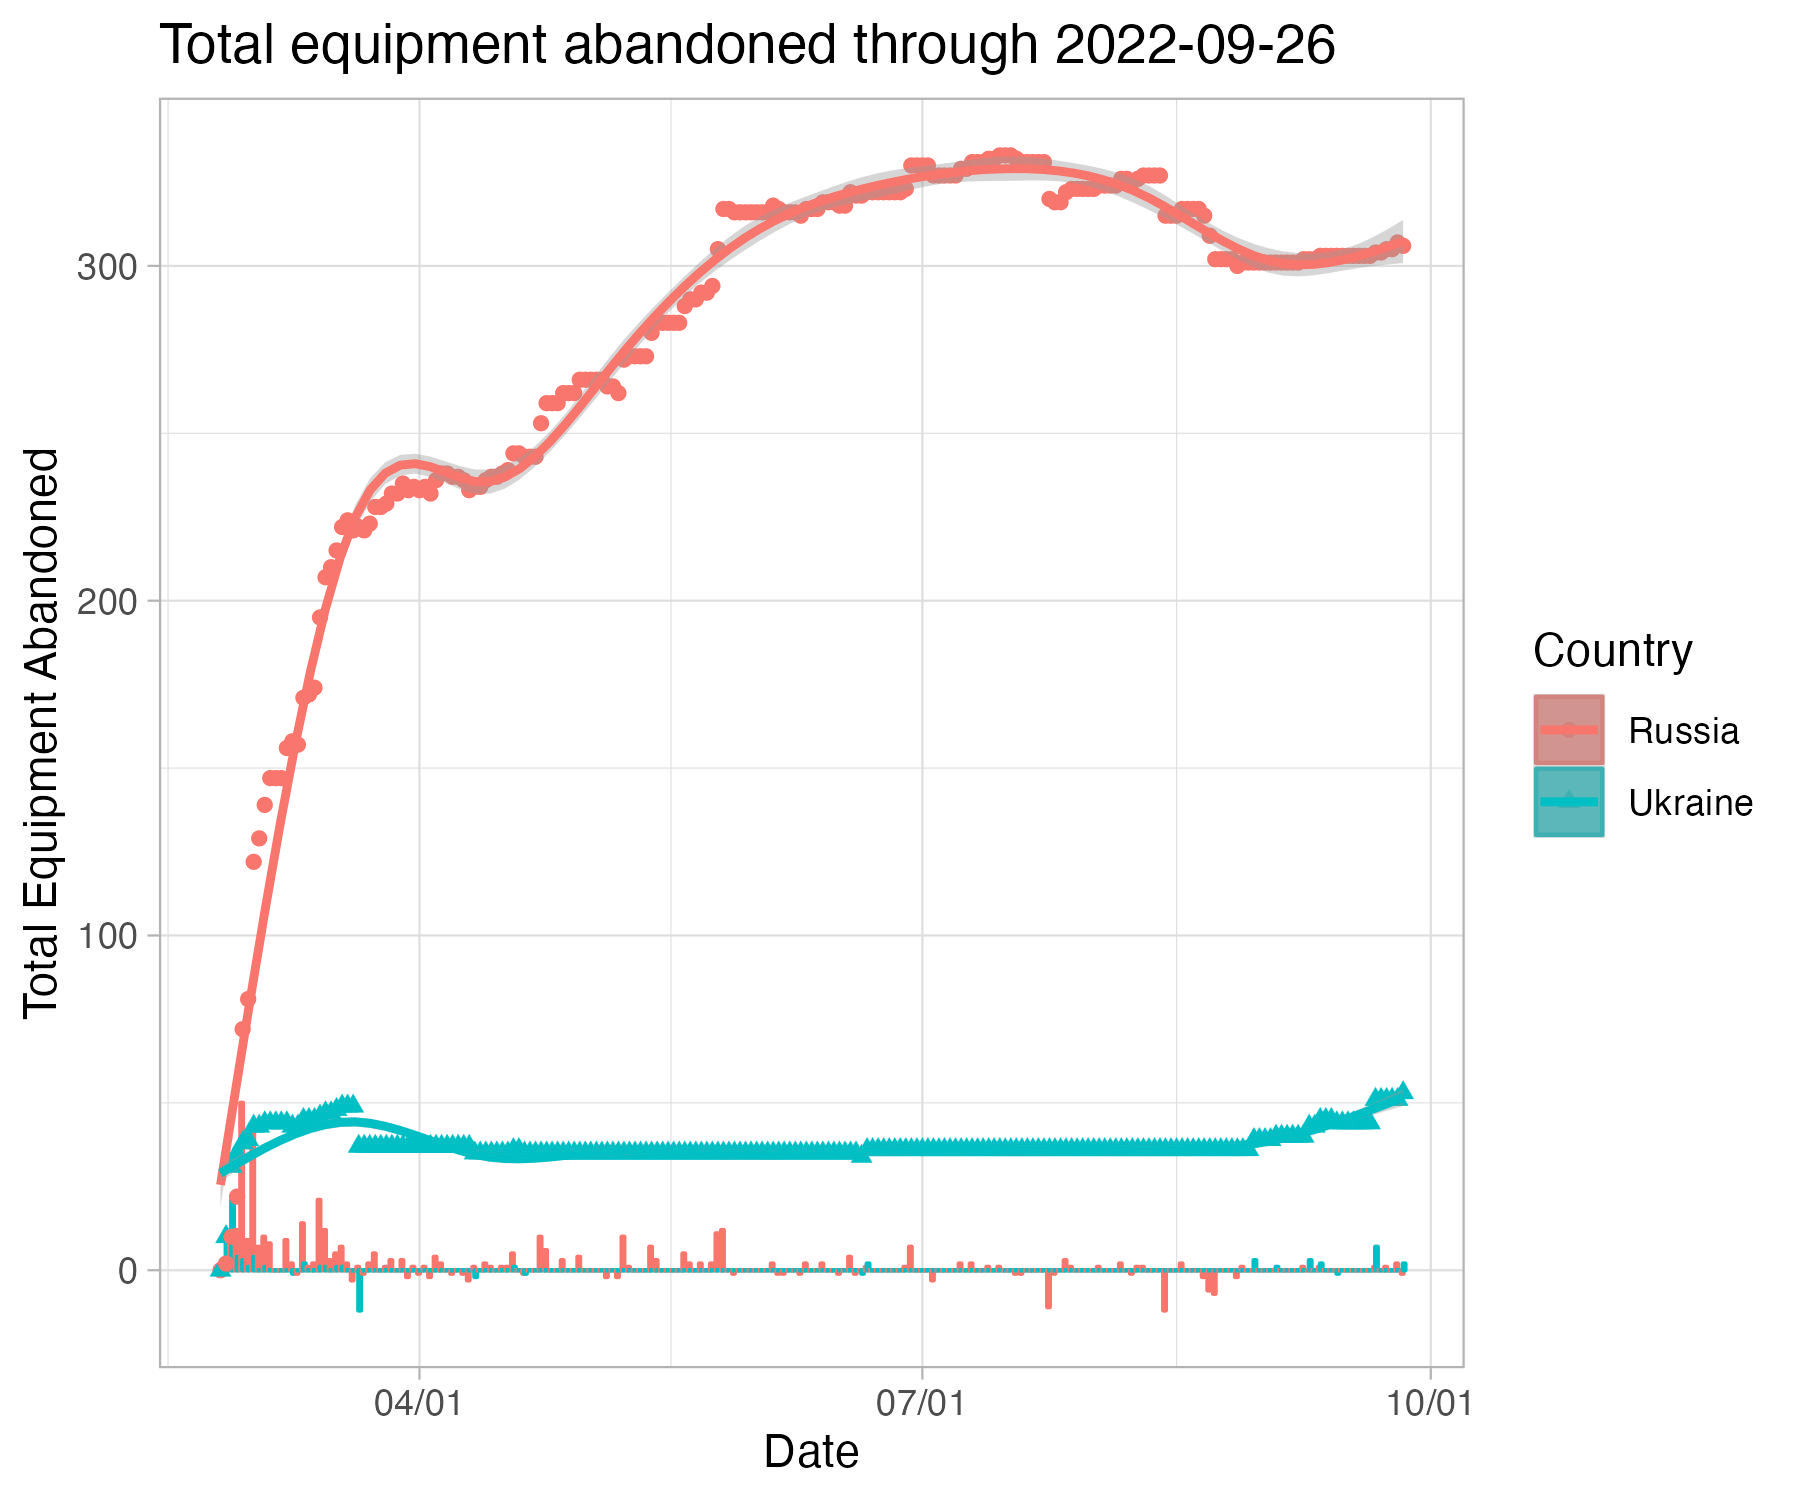 Total equipment abandoned through 2022-09-26
Total Equipment Abandoned
300
200
100
0
04/01
07/01
10/01
Date
Country
Russia
Ukraine